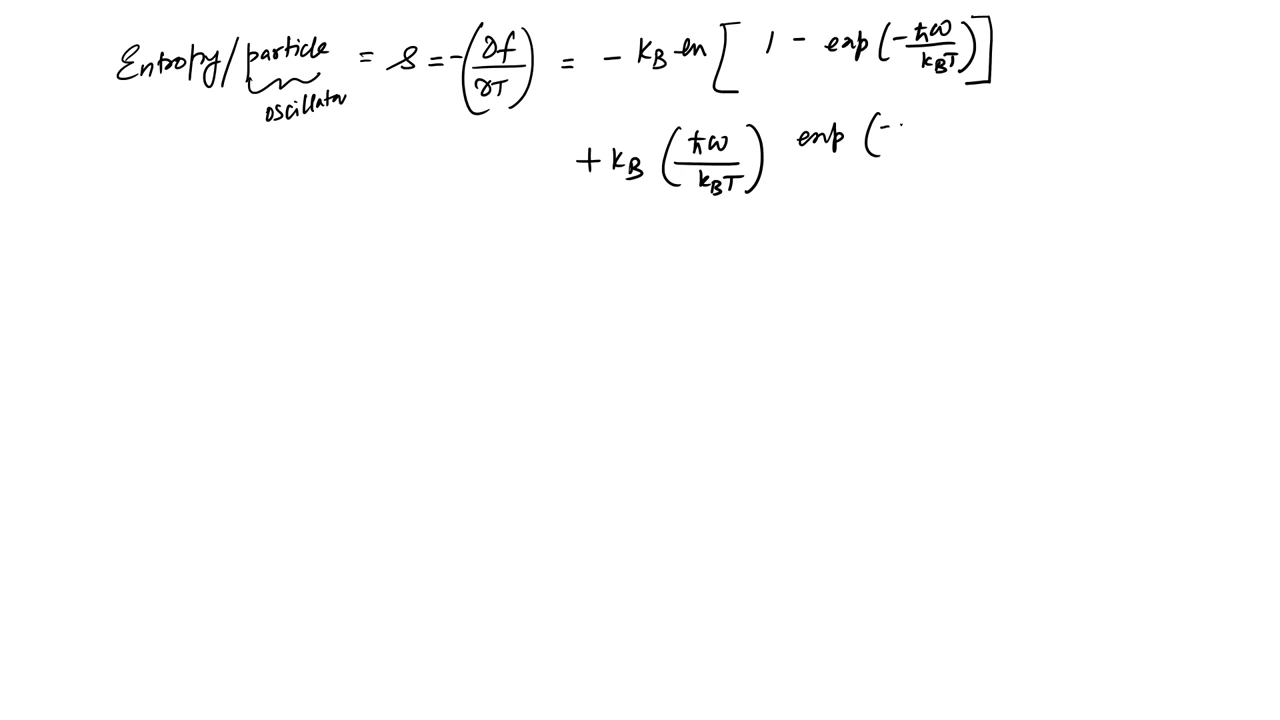 Entropy/particle = s = -(∂f/∂T) = - k_B ln [ 1 - exp(-ħω/k_BT) ]
oscillator
+ k_B (ħω/k_BT) exp (-